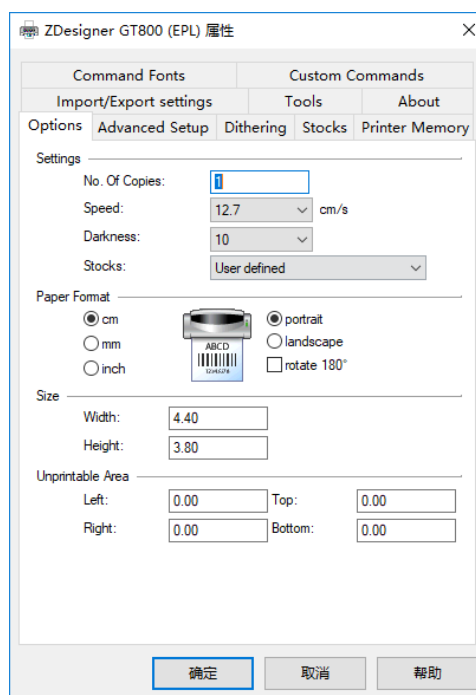 ZDesigner GT800 (EPL) 属性
Command Fonts Custom Commands
Import/Export settings Tools About
Options Advanced Setup Dithering Stocks Printer Memory
Settings
No. Of Copies: 1
Speed: 12.7 cm/s
Darkness: 10
Stocks: User defined
Paper Format
cm portrait
mm landscape
inch rotate 180°
ABCD
12345678
Size
Width: 4.40
Height: 3.80
Unprintable Area
Left: 0.00 Top: 0.00
Right: 0.00 Bottom: 0.00
确定 取消 帮助